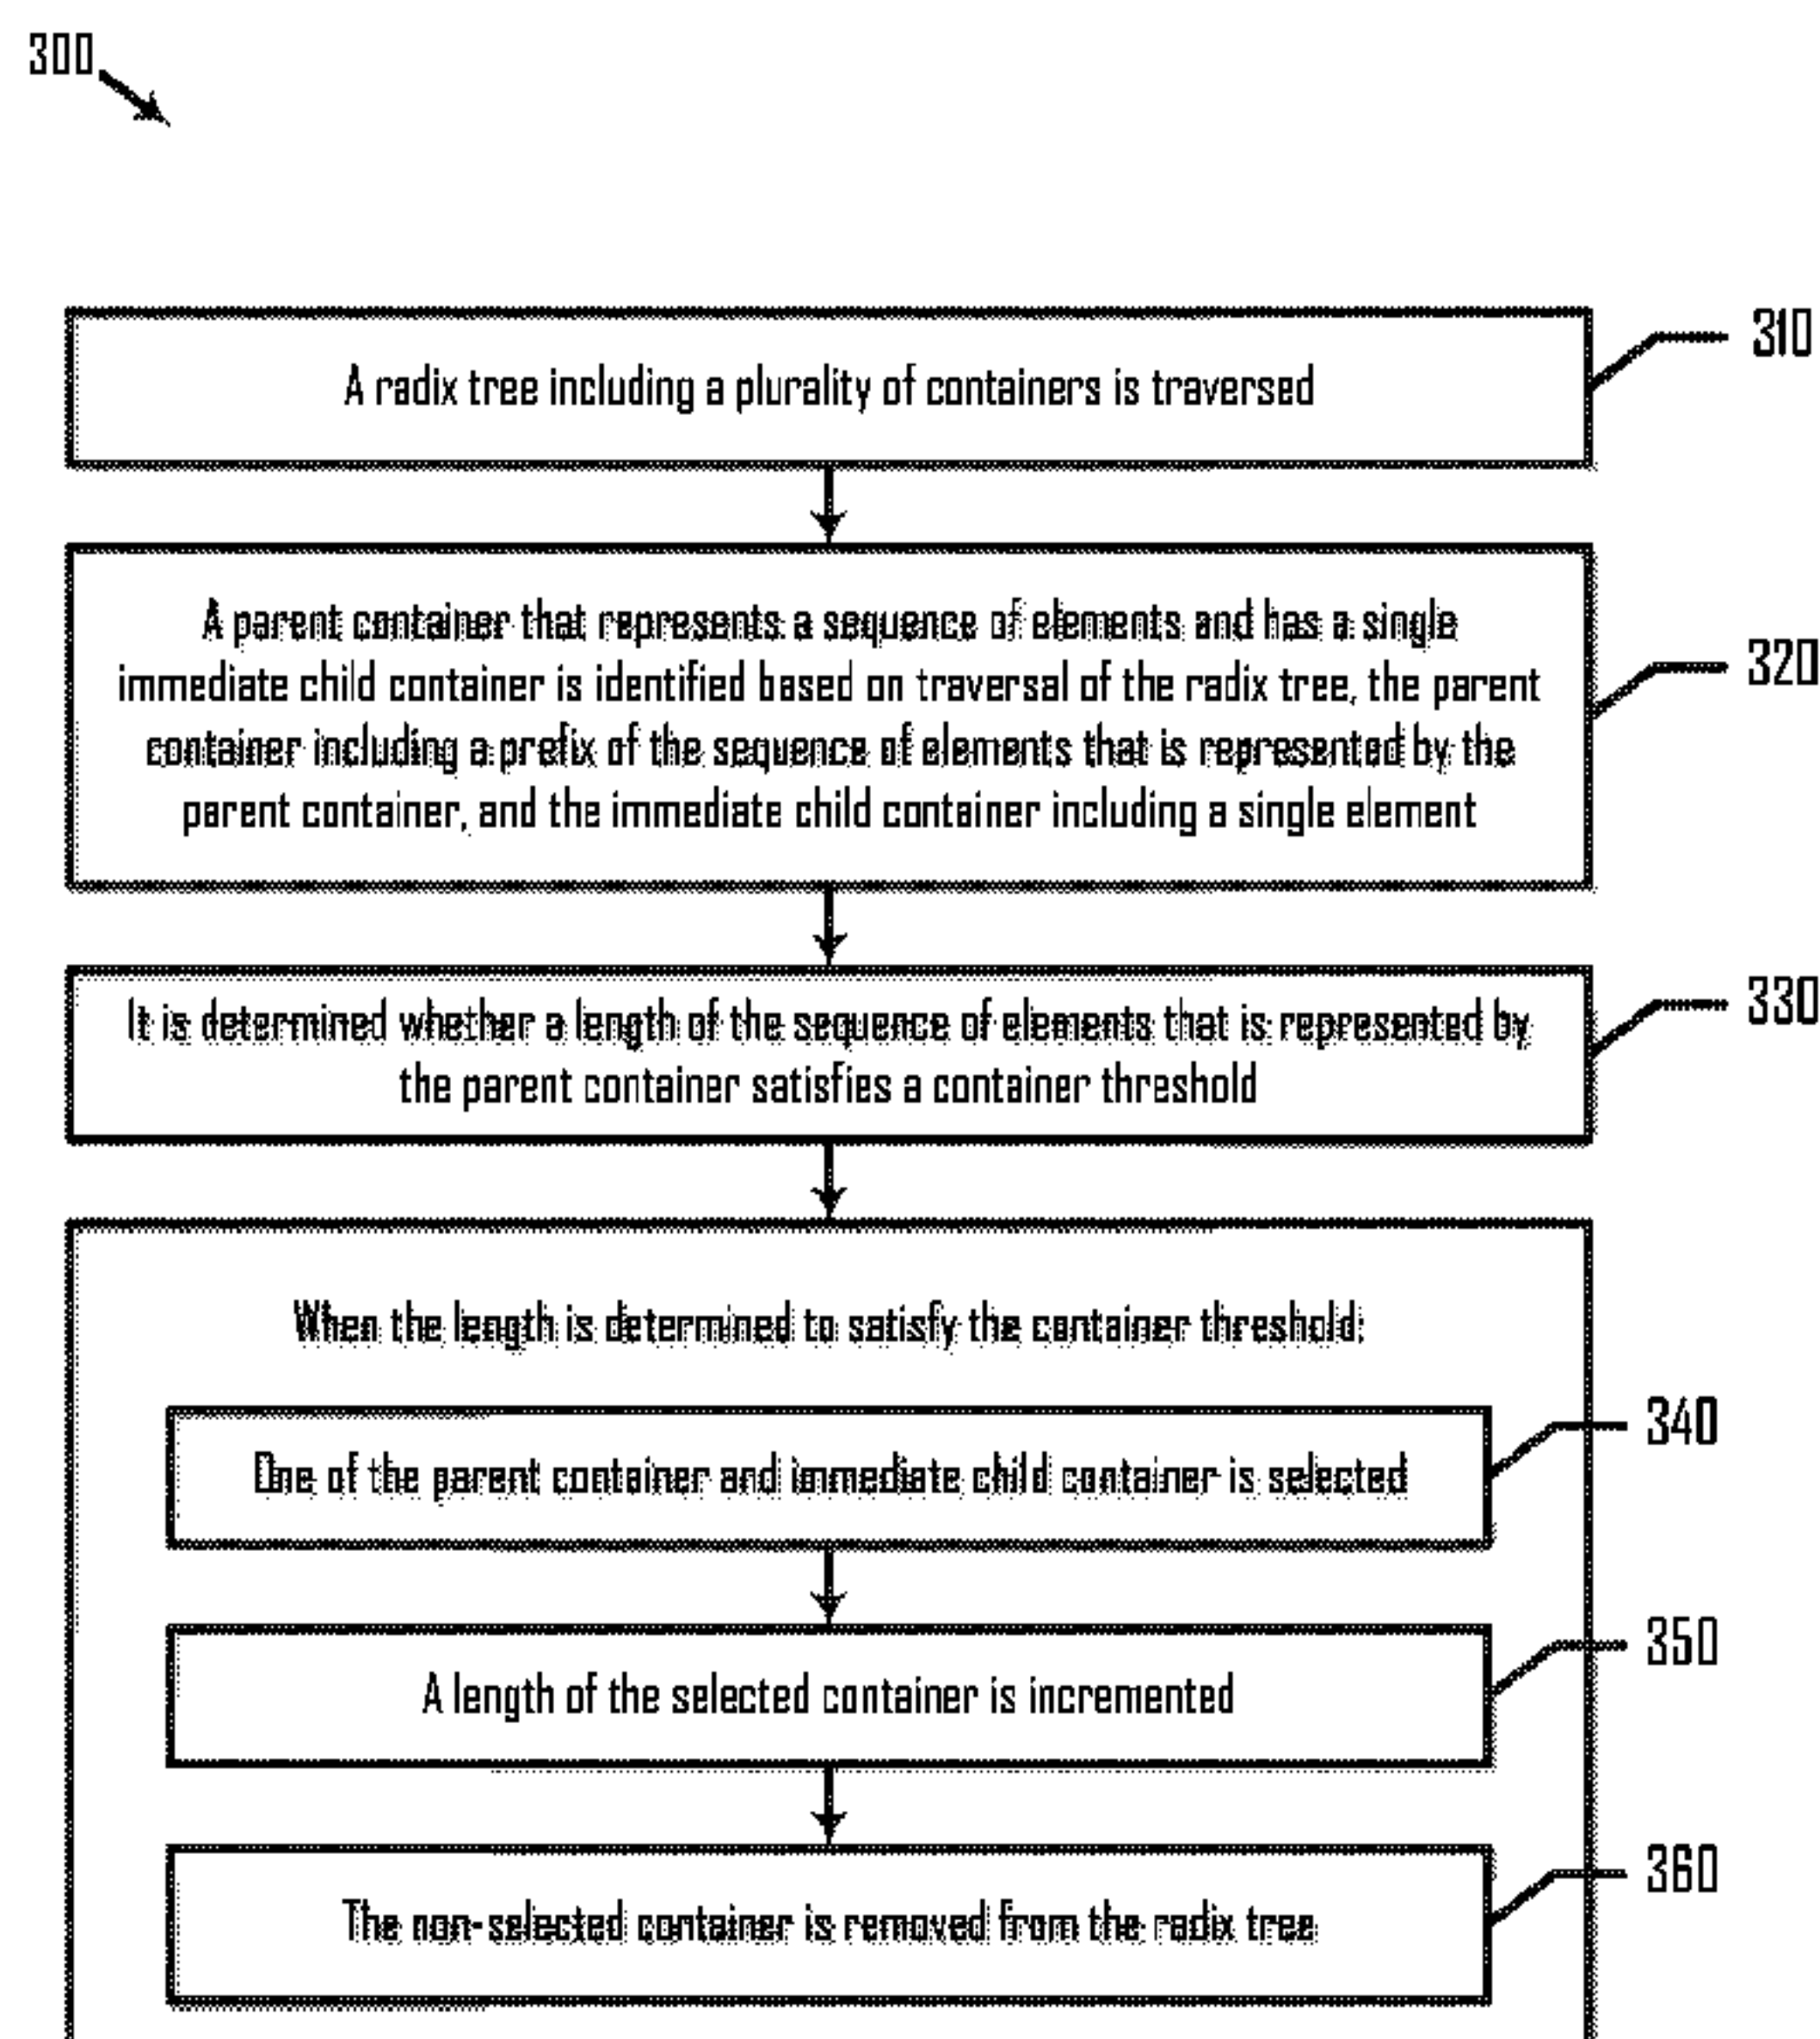 300
A radix tree including a plurality of containers is traversed
310
A parent container that represents a sequence of elements and has a single
immediate child container is identified based on traversal of the radix tree, the parent
container including a prefix of the sequence of elements that is represented by the
parent container, and the immediate child container including a single element
320
It is determined whether a length of the sequence of elements that is represented by
the parent container satisfies a container threshold
330
When the length is determined to satisfy the container threshold:
One of the parent container and immediate child container is selected
340
A length of the selected container is incremented
350
The non-selected container is removed from the radix tree
360